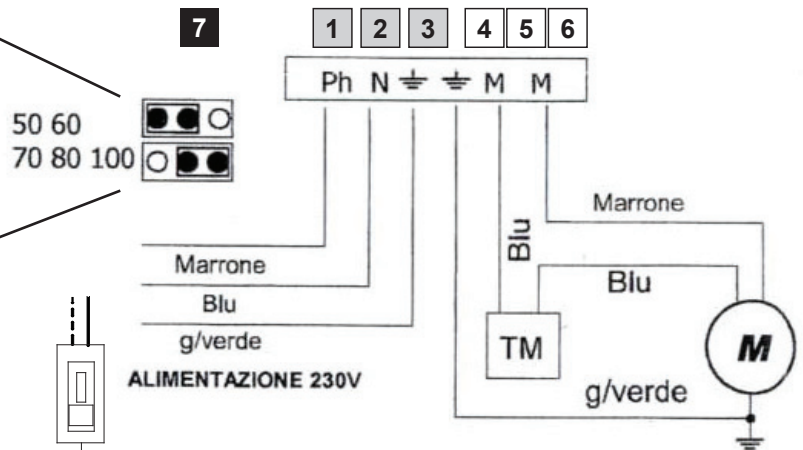 7 1 2 3 4 5 6
Ph N M M
50 60
70 80 100
Marrone
Blu
g/verde
ALIMENTAZIONE 230V
Blu
Marrone
Blu
TM
M
g/verde